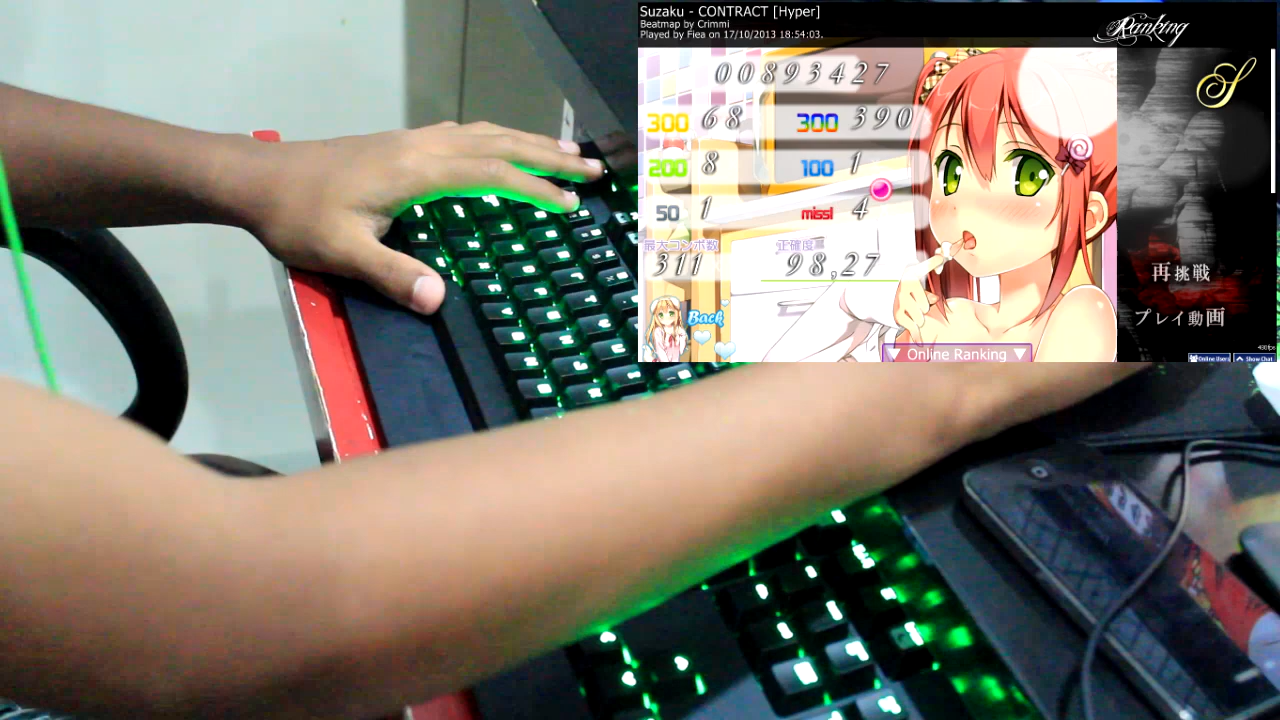 Suzaku - CONTRACT [Hyper]
Beatmap by Crimmi
Played by Fiea on 17/10/2013 18:54:03.
Ranking
00893427
S
300 68 300 390
200 8 100 1
50 1 miss! 4
最大コンボ数 正確度
311 98,27
再挑戦
プレイ動画
Back
▼ Online Ranking ▼
Online Users
Show Chat